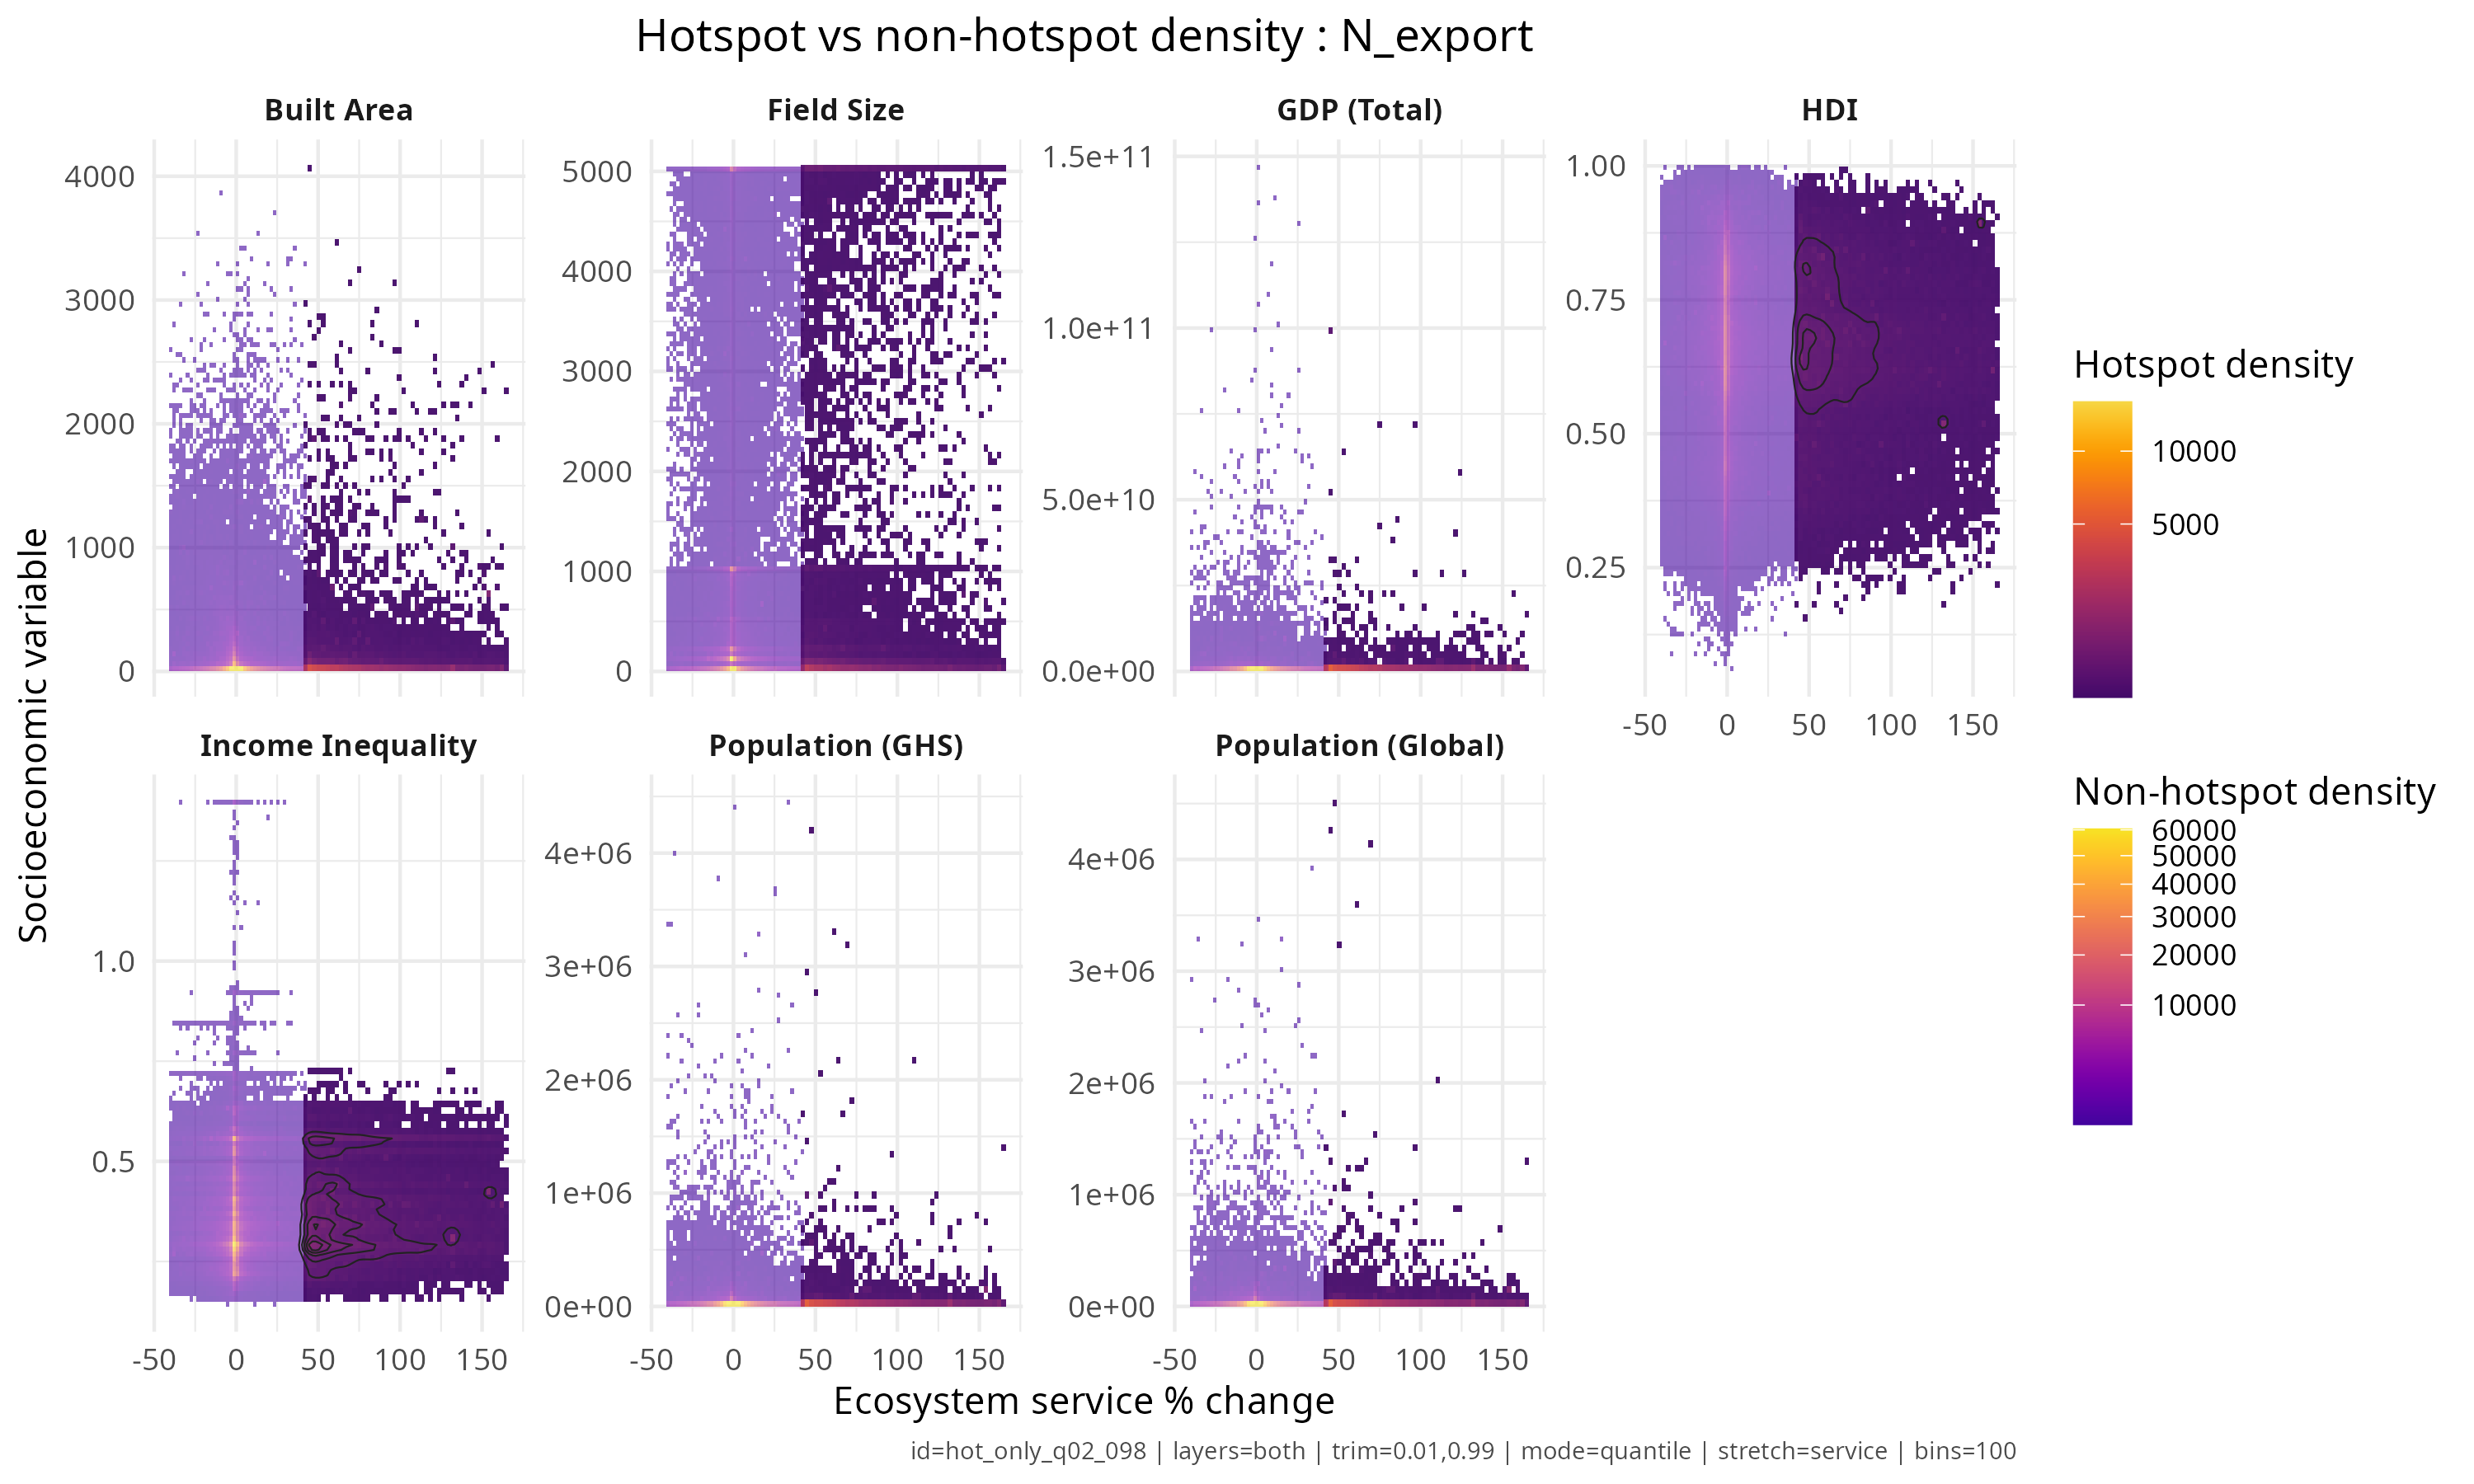 Hotspot vs non-hotspot density : N_export
Built Area
Field Size
GDP (Total)
HDI
4000
3000
2000
1000
0
5000
4000
3000
2000
1000
0
1.5e+11
1.0e+11
5.0e+10
0.0e+00
1.00
0.75
0.50
0.25
-50 0 50 100 150
Hotspot density
10000
5000
Socioeconomic variable
Income Inequality
Population (GHS)
Population (Global)
1.0
0.5
4e+06
3e+06
2e+06
1e+06
0e+00
4e+06
3e+06
2e+06
1e+06
0e+00
Non-hotspot density
60000
50000
40000
30000
20000
10000
-50 0 50 100 150
-50 0 50 100 150
-50 0 50 100 150
Ecosystem service % change
id=hot_only_q02_098 | layers=both | trim=0.01,0.99 | mode=quantile | stretch=service | bins=100